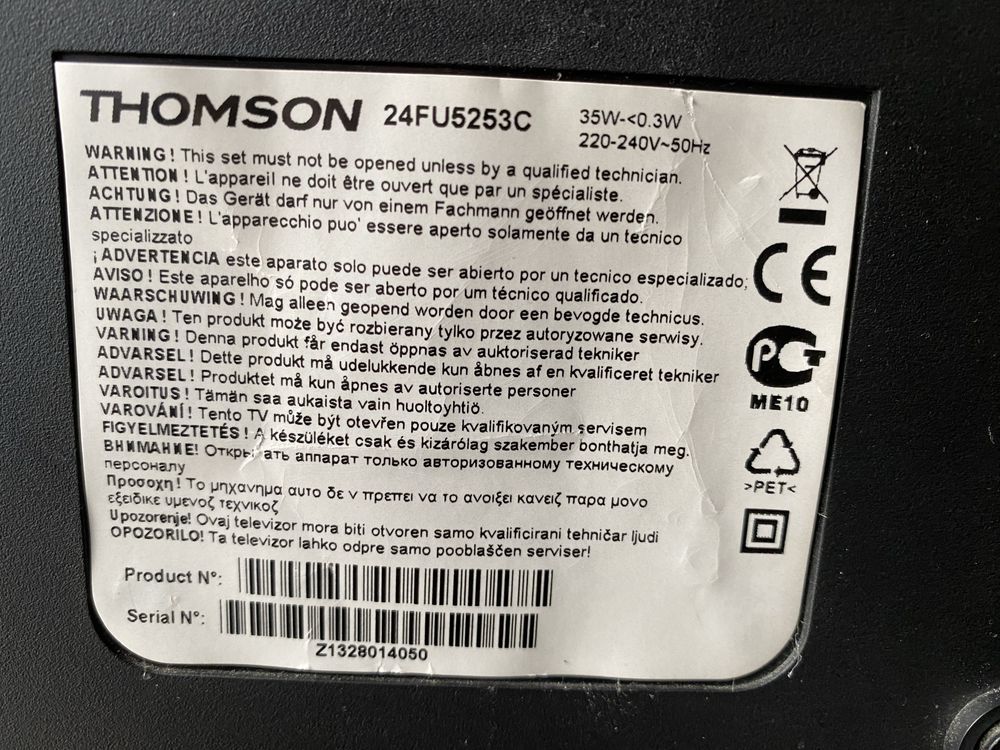 THOMSON 24FU5253C 35W-<0.3W
220-240V~50Hz
WARNING ! This set must not be opened unless by a qualified technician.
ATTENTION ! L'appareil ne doit être ouvert que par un spécialiste.
ACHTUNG ! Das Gerät darf nur von einem Fachmann geöffnet werden.
ATTENZIONE ! L'apparecchio puo' essere aperto solamente da un tecnico
specializzato
¡ ADVERTENCIA este aparato solo puede ser abierto por un tecnico especializado;
AVISO ! Este aparelho só pode ser aberto por um técnico qualificado.
WAARSCHUWING ! Mag alleen geopend worden door een bevogde technicus.
UWAGA ! Ten produkt może być rozbierany tylko przez autoryzowane serwisy.
VARNING ! Denna produkt får endast öppnas av auktoriserad tekniker
ADVARSEL ! Dette produkt må udelukkende kun åbnes af en kvalificeret tekniker
ADVARSEL ! Produktet må kun åpnes av autoriserte personer
VAROITUS ! Tämän saa aukaista vain huoltoyhtiö.
VAROVÁNÍ ! Tento TV může být otevřen pouze kvalifikovaným servisem
FIGYELMEZTETÉS ! A készüléket csak és kizárólag szakember bonthatja meg.
ВНИМАНИЕ! Открывать аппарат только авторизованному техническому
персоналу
Προσοχη ! Το μηχανημα αυτο δε ν πρεπει να το ανοιξει κανειζ παρα μονο
εξειδικε υμενοζ τεχνικοζ
Upozorenje! Ovaj televizor mora biti otvoren samo kvalificirani tehničar ljudi
OPOZORILO! Ta televizor lahko odpre samo pooblaščen serviser!
Product N°:
Serial N°:
Z1328014050
CE
РСТ
ME10
>PET<